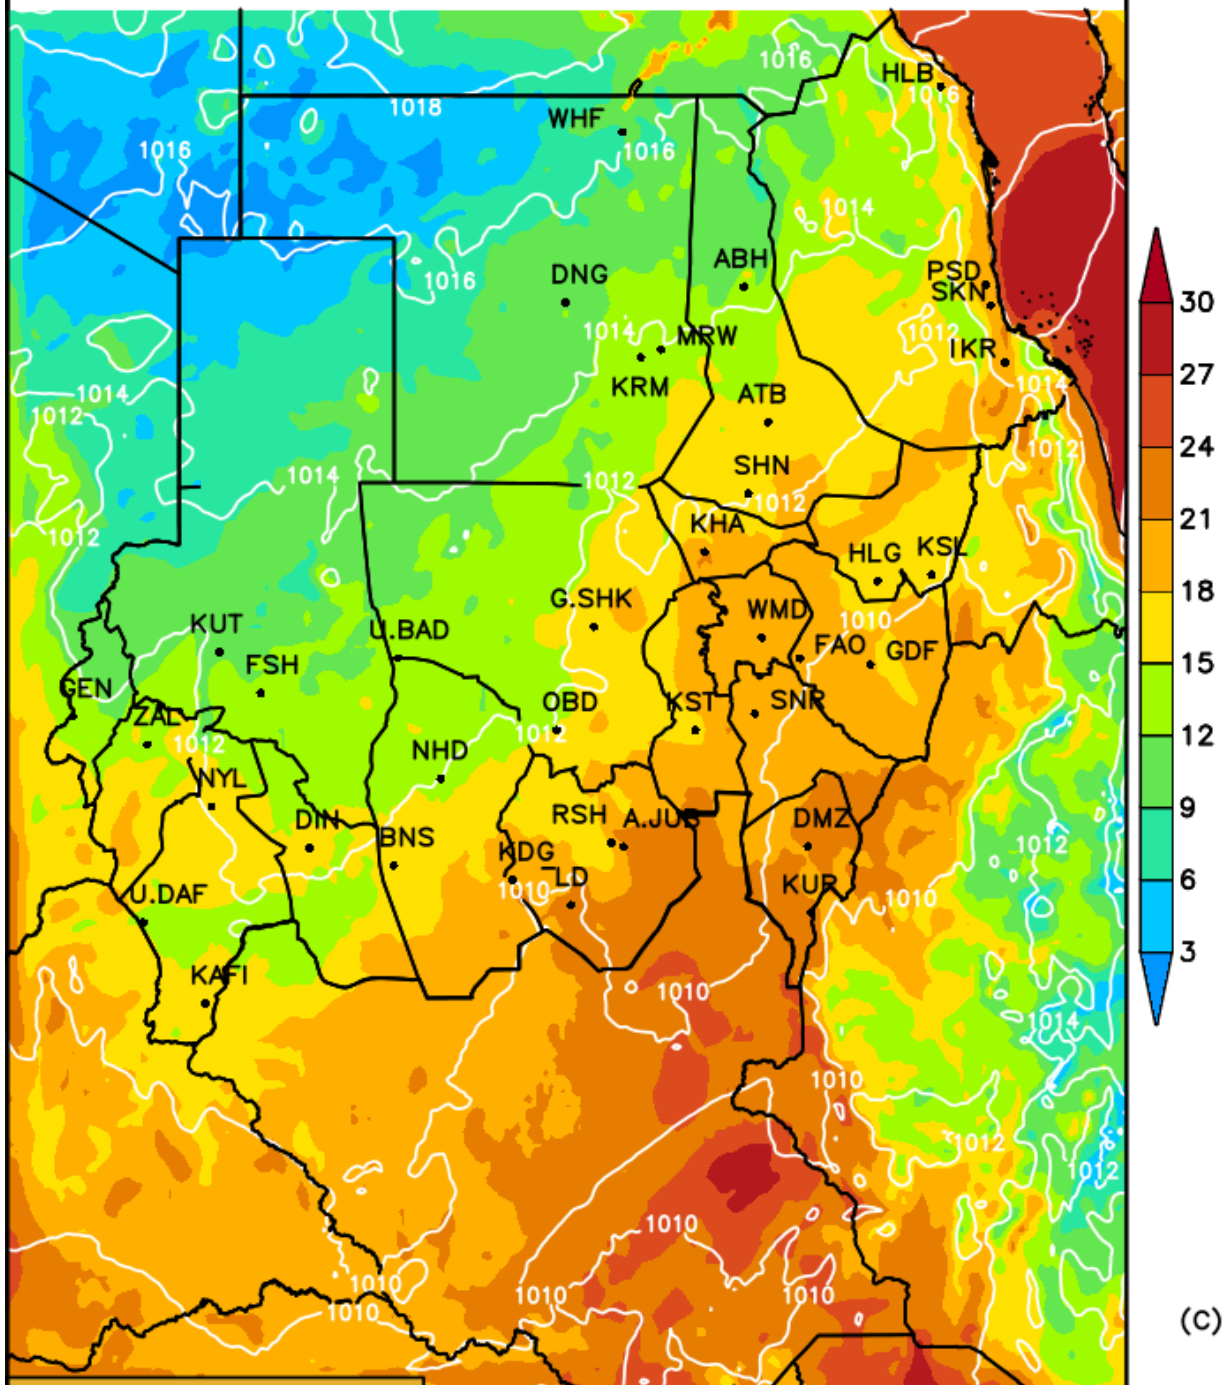 1016
HLB
1016
1018
WHF
1016
1016
1014
ABH
DNG
PSD
SKN
1016
1014
MRW
1012
IKR
KRM
1014
1014
ATB
1012
1012
SHN
1014
1012
1012
KHA
1012
HLG
KSL
G.SHK
WMD
1010
KUT
U.BAD
FAO
GDF
FSH
GEN
OBD
KST
SNR
ZAL
1012
1012
NHD
NYL
RSH
A.JUB
DMZ
DIN
BNS
1012
KDG
LD
KUR
U.DAF
1010
1010
KAFI
1010
1014
1010
1012
1012
1010
1010
1010
1010
1010
30
27
24
21
18
15
12
9
6
3
(C)